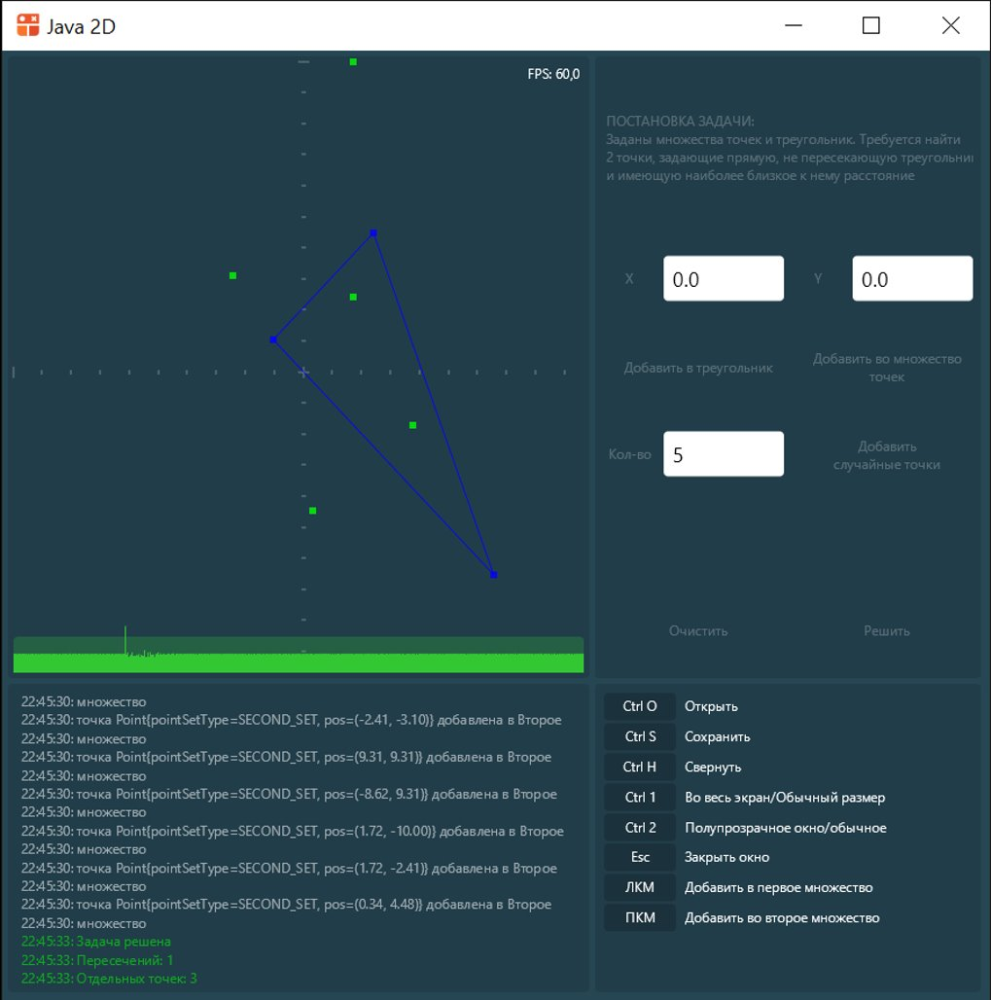 Java 2D
FPS: 60,0
ПОСТАНОВКА ЗАДАЧИ:
Заданы множества точек и треугольник. Требуется найти
2 точки, задающие прямую, не пересекающую треугольни
и имеющую наиболее близкое к нему расстояние
X
0.0
Y
0.0
Добавить в треугольник
Добавить во множество
точек
Кол-во
5
Добавить
случайные точки
Очистить
Решить
22:45:30: множество
22:45:30: точка Point{pointSetType=SECOND_SET, pos=(-2.41, -3.10)} добавлена в Второе
22:45:30: множество
22:45:30: точка Point{pointSetType=SECOND_SET, pos=(9.31, 9.31)} добавлена в Второе
22:45:30: множество
22:45:30: точка Point{pointSetType=SECOND_SET, pos=(-8.62, 9.31)} добавлена в Второе
22:45:30: множество
22:45:30: точка Point{pointSetType=SECOND_SET, pos=(1.72, -10.00)} добавлена в Второе
22:45:30: множество
22:45:30: точка Point{pointSetType=SECOND_SET, pos=(1.72, -2.41)} добавлена в Второе
22:45:30: множество
22:45:30: точка Point{pointSetType=SECOND_SET, pos=(0.34, 4.48)} добавлена в Второе
22:45:30: множество
22:45:33: Задача решена
22:45:33: Пересечений: 1
22:45:33: Отдельных точек: 3
Ctrl O Открыть
Ctrl S Сохранить
Ctrl H Свернуть
Ctrl 1 Во весь экран/Обычный размер
Ctrl 2 Полупрозрачное окно/обычное
Esc Закрыть окно
ЛКМ Добавить в первое множество
ПКМ Добавить во второе множество